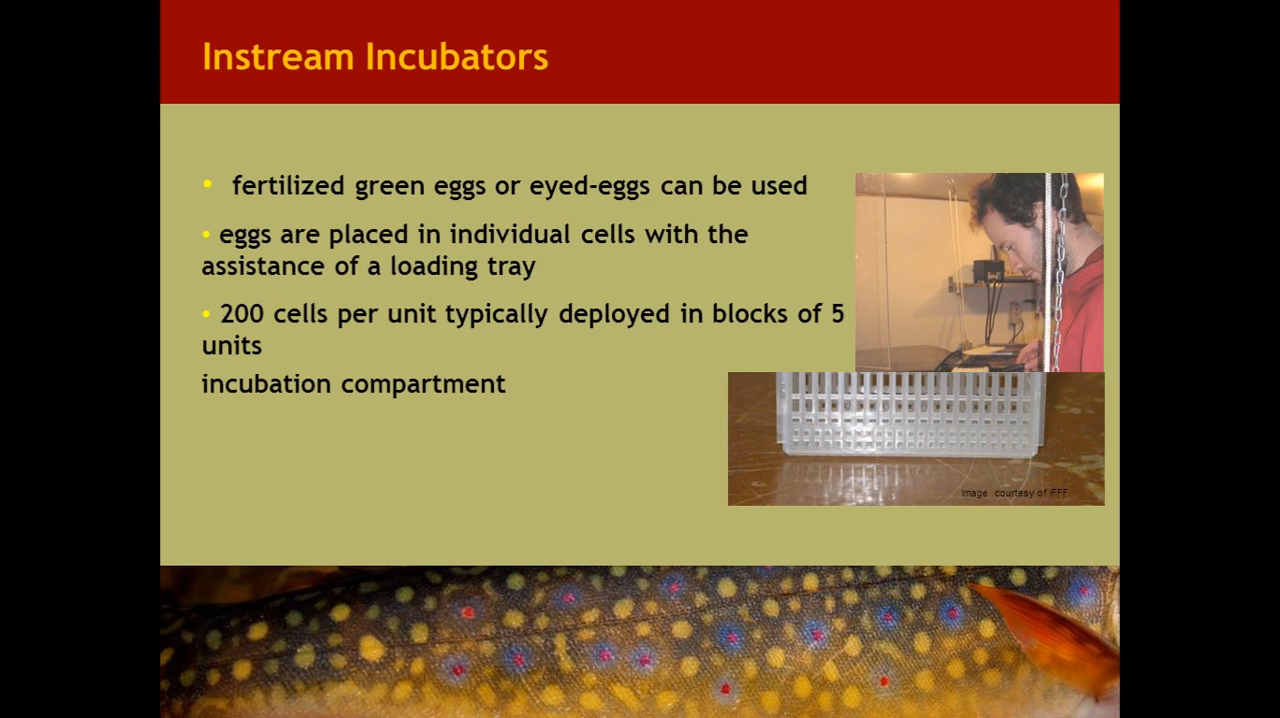 Instream Incubators
• fertilized green eggs or eyed-eggs can be used
• eggs are placed in individual cells with the
assistance of a loading tray
• 200 cells per unit typically deployed in blocks of 5
units
incubation compartment
Image courtesy of IFFF